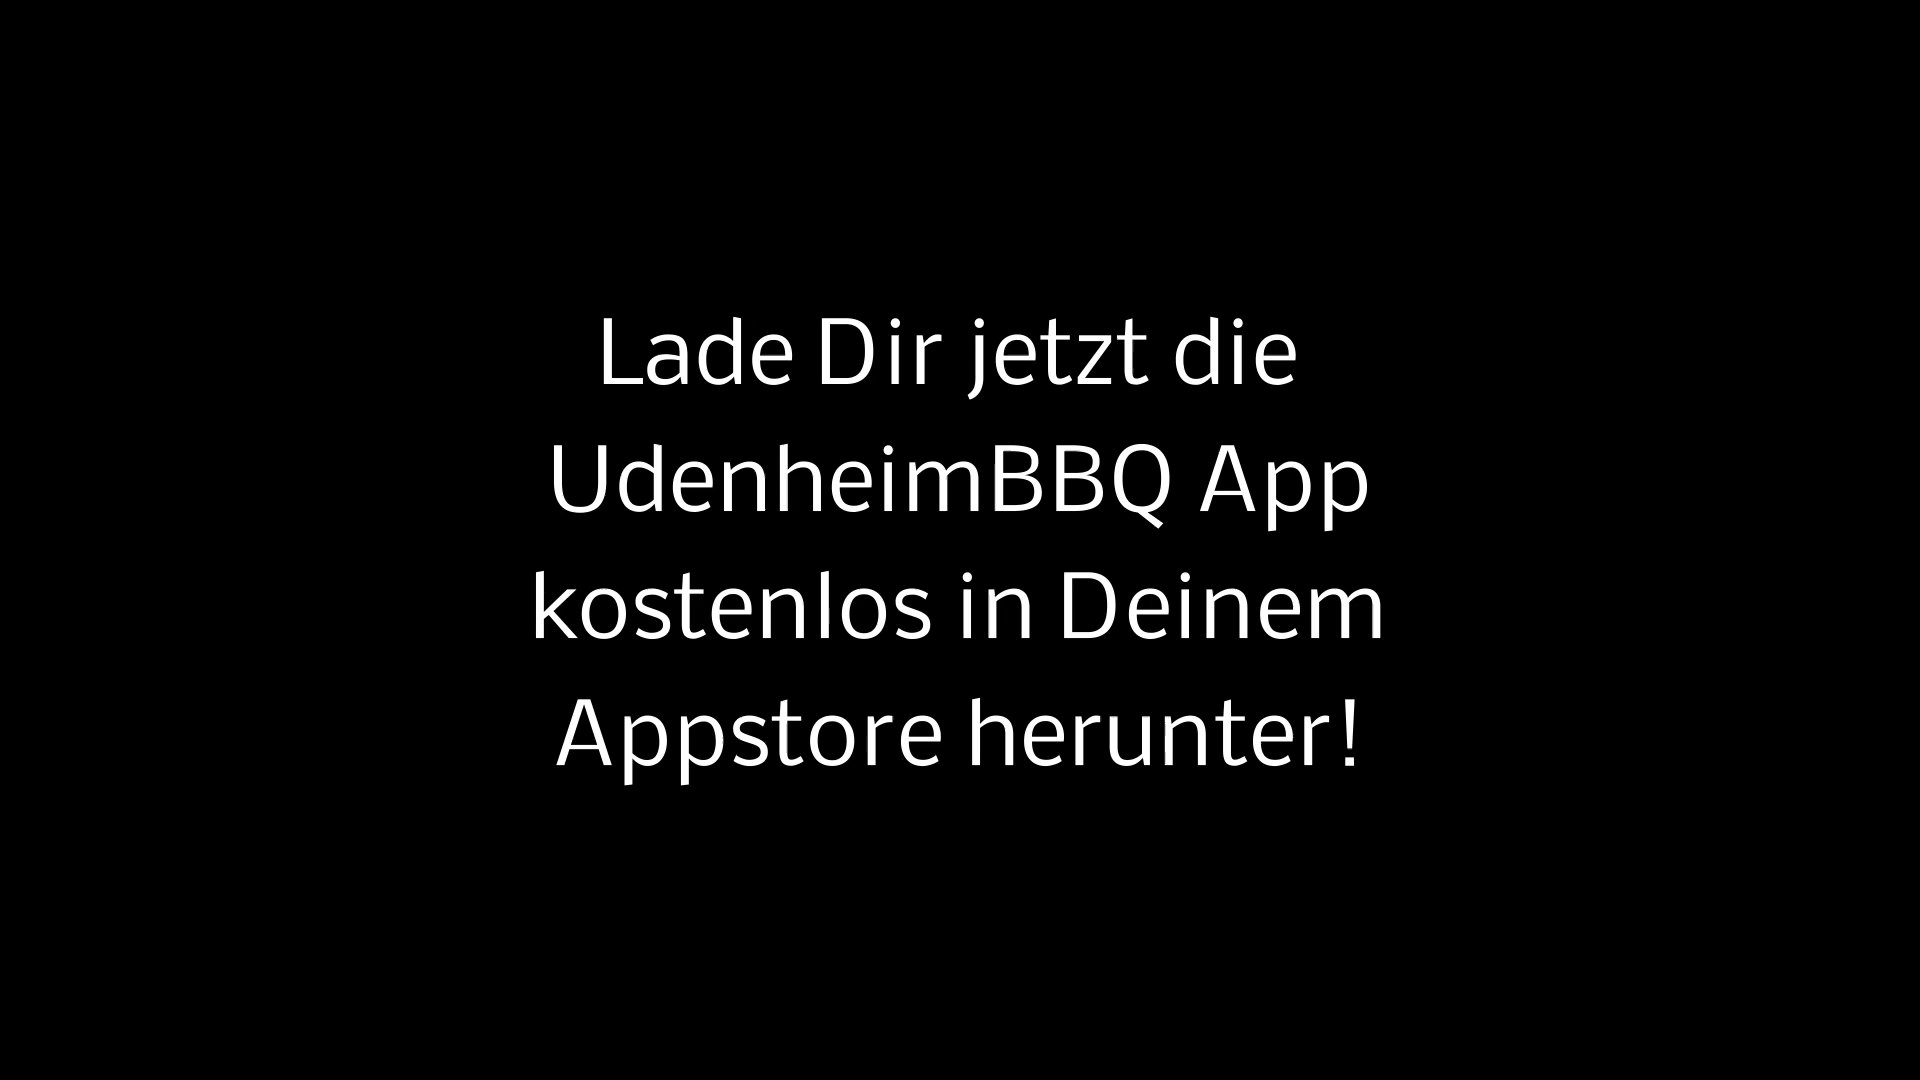 Lade Dir jetzt die
UdenheimBBQ App
kostenlos in Deinem
Appstore herunter!